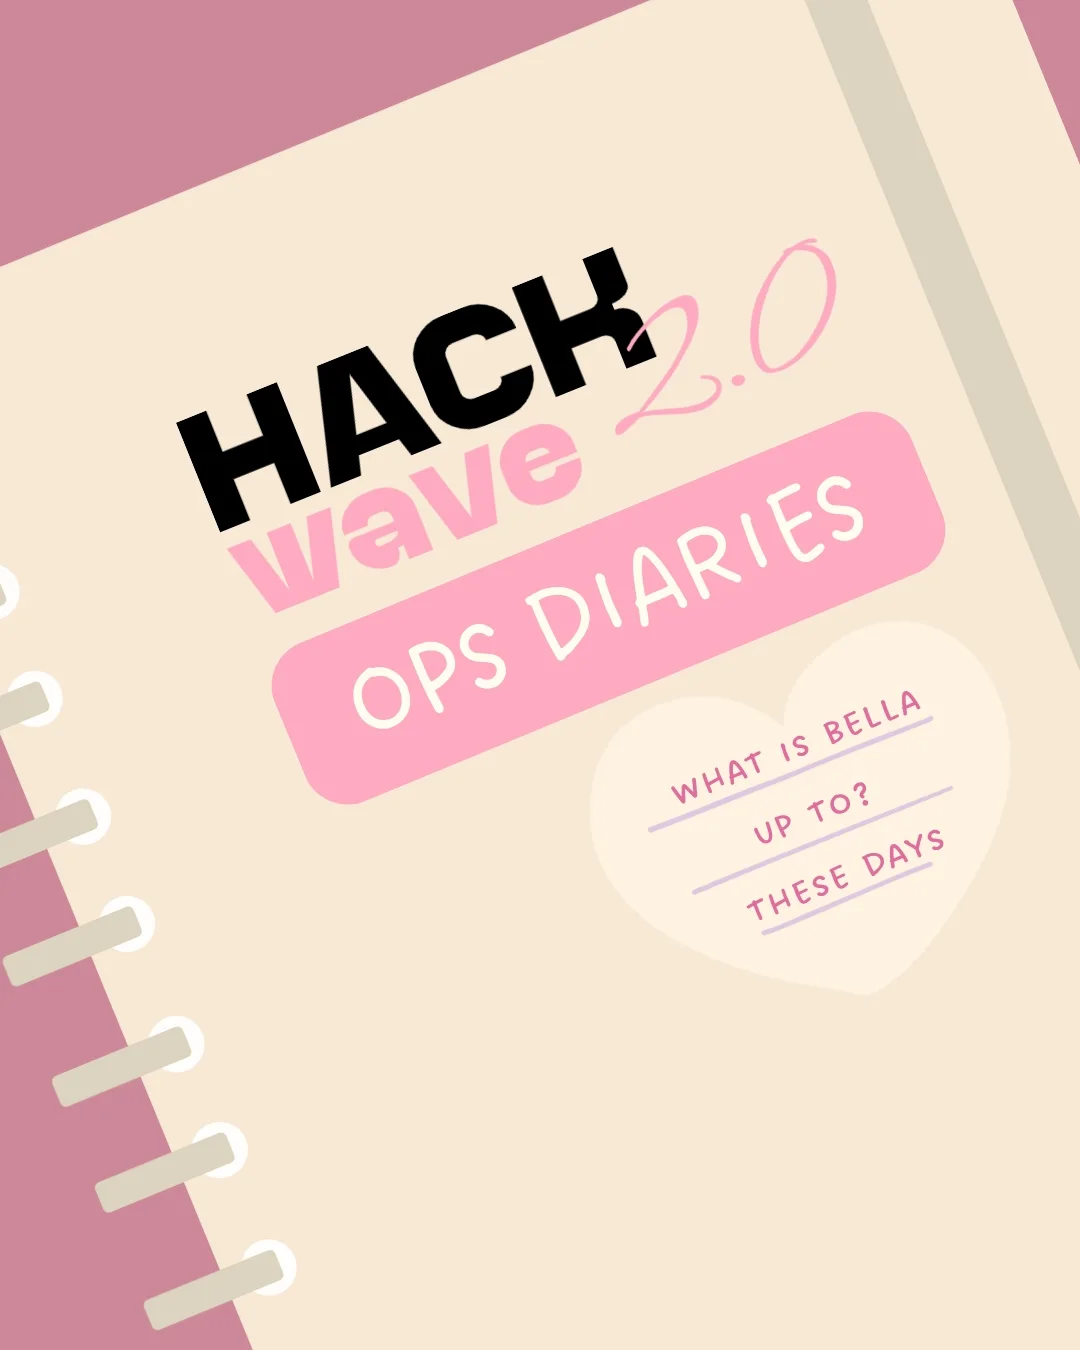 HACK
wave 2.0
OPS DIARIES
WHAT IS BELLA
UP TO?
THESE DAYS